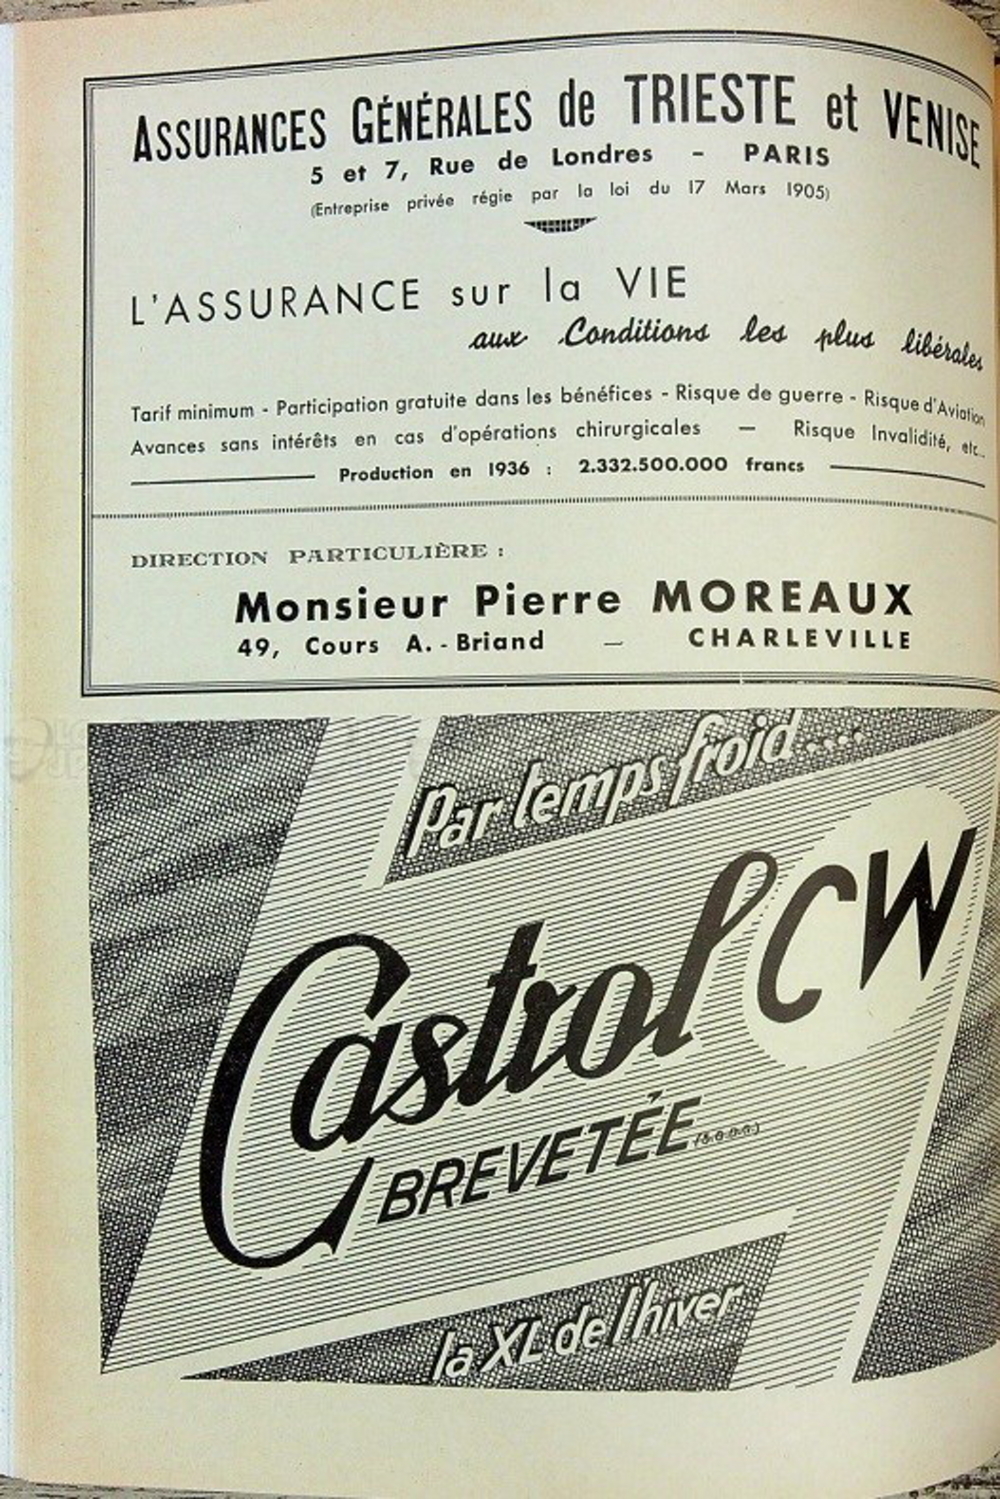 ASSURANCES GÉNÉRALES de TRIESTE et VENISE
5 et 7, Rue de Londres - PARIS
(Entreprise privée régie par la loi du 17 Mars 1905)
L'ASSURANCE sur la VIE
aux Conditions les plus libérales
Tarif minimum - Participation gratuite dans les bénéfices - Risque de guerre - Risque d'Aviation
Avances sans intérêts en cas d'opérations chirurgicales — Risque Invalidité, etc...
Production en 1936 : 2.332.500.000 francs
DIRECTION PARTICULIÈRE :
Monsieur Pierre MOREAUX
49, Cours A.-Briand — CHARLEVILLE
Par temps froid....
Castrol CW
BREVETÉE (s.g.d.g.)
la XL de l'hiver